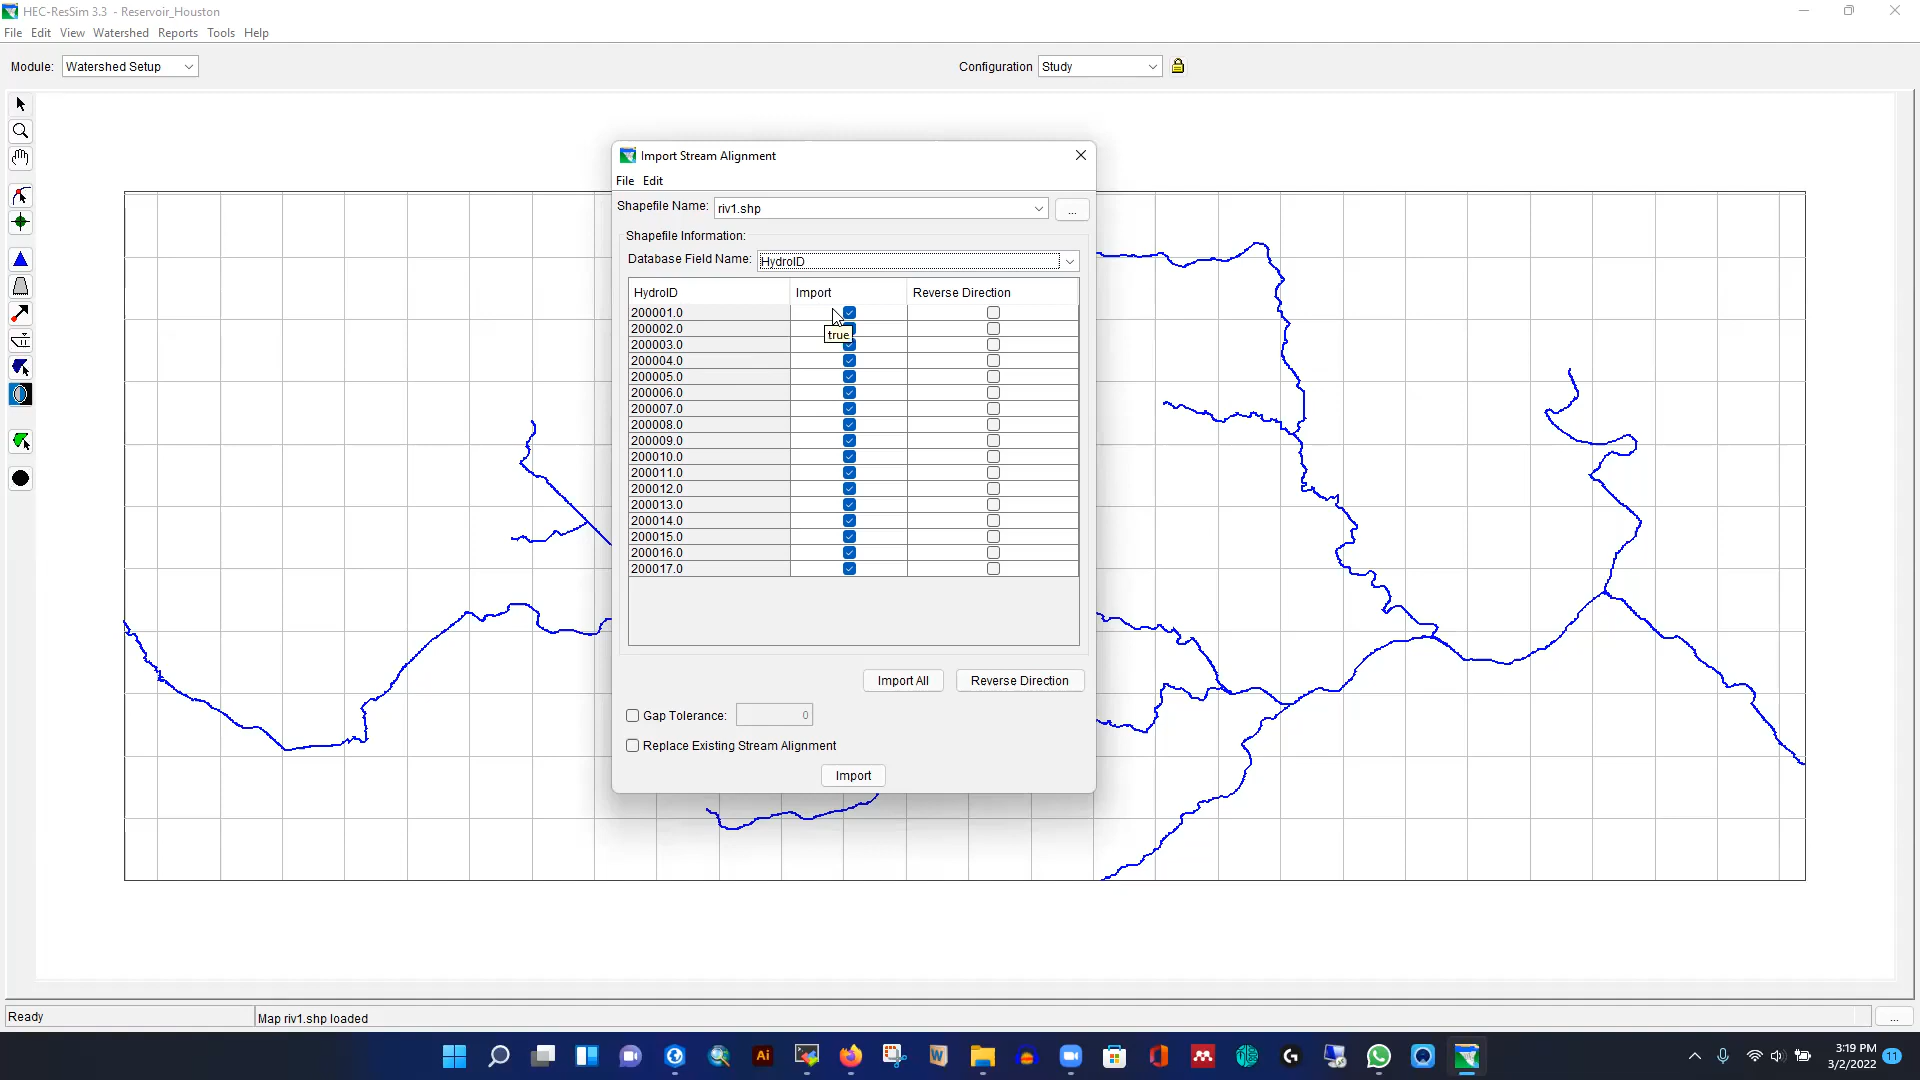 HEC-ResSim 3.3 - Reservoir_Houston
File Edit View Watershed Reports Tools Help
Module: Watershed Setup
Configuration Study
Import Stream Alignment
File Edit
Shapefile Name: riv1.shp ...
Shapefile Information:
Database Field Name: HydroID
HydroID Import Reverse Direction
200001.0
200002.0
true
200003.0
200004.0
200005.0
200006.0
200007.0
200008.0
200009.0
200010.0
200011.0
200012.0
200013.0
200014.0
200015.0
200016.0
200017.0
Import All Reverse Direction
Gap Tolerance: 0
Replace Existing Stream Alignment
Import
Ready Map riv1.shp loaded ...
Ai W
3:19 PM
3/2/2022 11